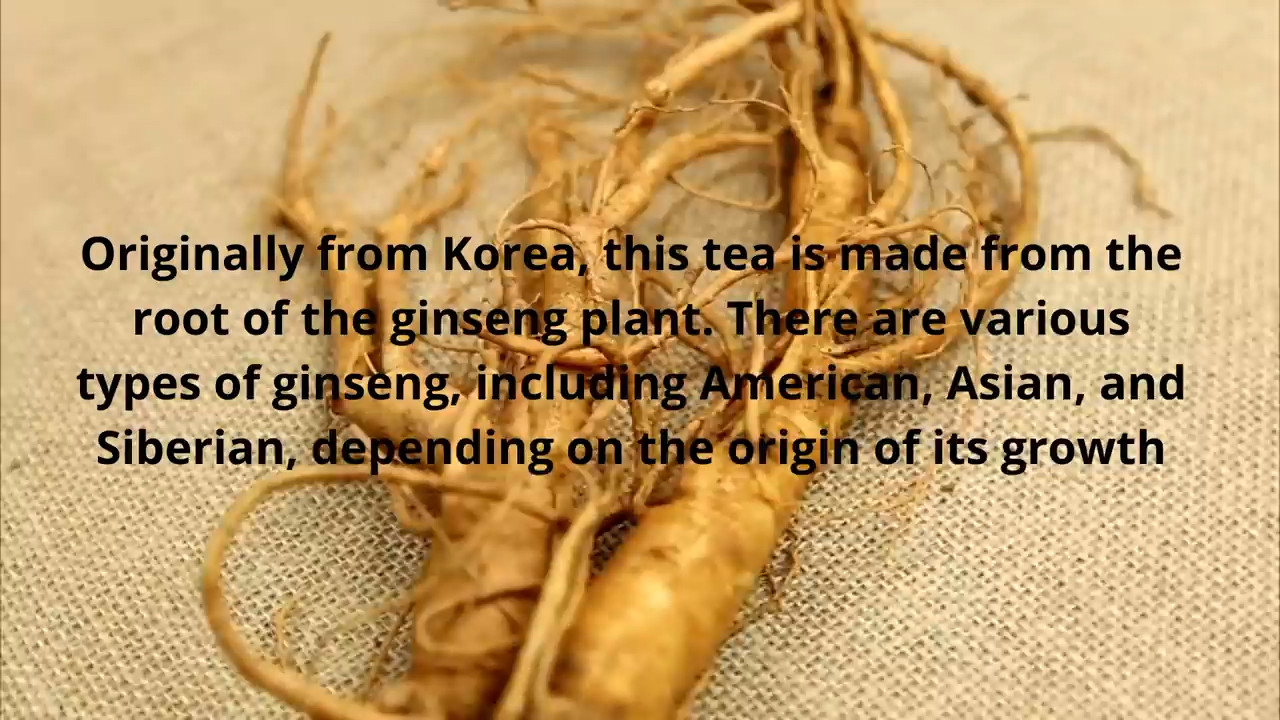 Originally from Korea, this tea is made from the
root of the ginseng plant. There are various
types of ginseng, including American, Asian, and
Siberian, depending on the origin of its growth